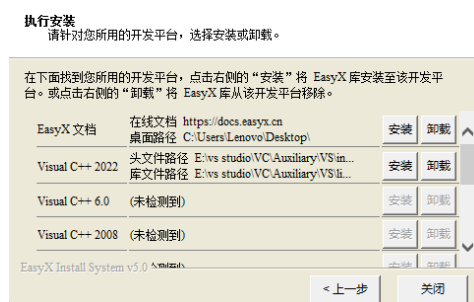 执行安装
请针对您所用的开发平台，选择安装或卸载。
在下面找到您所用的开发平台，点击右侧的“安装”将 EasyX 库安装至该开发平
台。或点击右侧的“卸载”将 EasyX 库从该开发平台移除。
EasyX 文档 在线文档 https://docs.easyx.cn 安装 卸载
桌面路径 C:\Users\Lenovo\Desktop\
Visual C++ 2022 头文件路径 E:\vs studio\VC\Auxiliary\VS\in... 安装 卸载
库文件路径 E:\vs studio\VC\Auxiliary\VS\li...
Visual C++ 6.0 (未检测到) 安装 卸载
Visual C++ 2008 (未检测到) 安装 卸载
EasyX Install System v5.0
<上一步 关闭